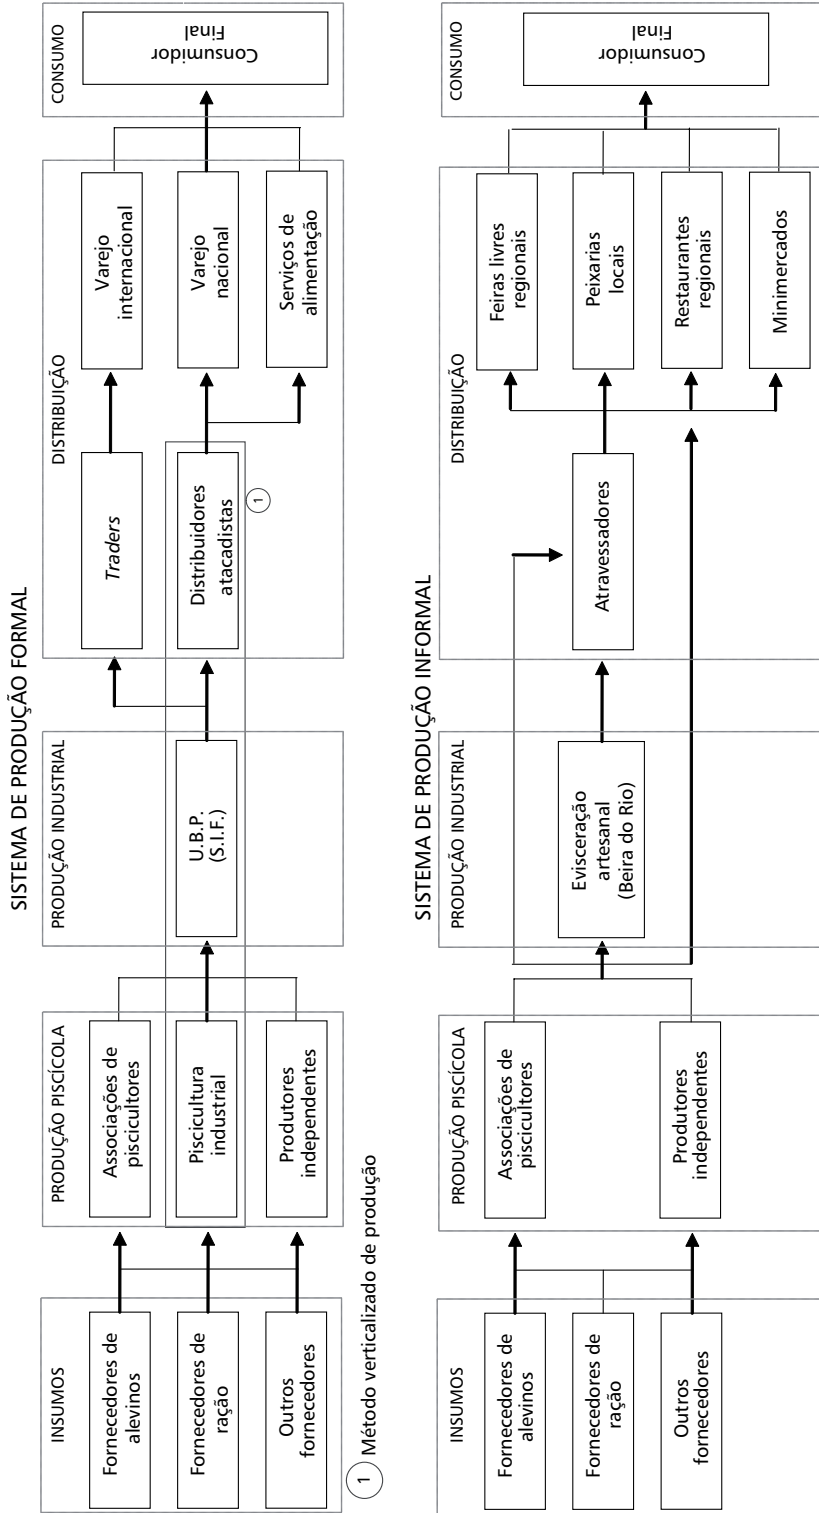 SISTEMA DE PRODUÇÃO FORMAL
INSUMOS
Fornecedores de
alevinos
Fornecedores de
ração
Outros
fornecedores
PRODUÇÃO PISCÍCOLA
Associações de
piscicultores
Piscicultura
industrial
Produtores
independentes
PRODUÇÃO INDUSTRIAL
U.B.P.
(S.I.F.)
DISTRIBUIÇÃO
Traders
Distribuidores
atacadistas
1
Varejo
internacional
Varejo
nacional
Serviços de
alimentação
CONSUMO
Consumidor
Final
1 Método verticalizado de produção
SISTEMA DE PRODUÇÃO INFORMAL
INSUMOS
Fornecedores de
alevinos
Fornecedores de
ração
Outros
fornecedores
PRODUÇÃO PISCÍCOLA
Associações de
piscicultores
Produtores
independentes
PRODUÇÃO INDUSTRIAL
Evisceração
artesanal
(Beira do Rio)
DISTRIBUIÇÃO
Atravessadores
Feiras livres
regionais
Peixarias
locais
Restaurantes
regionais
Minimercados
CONSUMO
Consumidor
Final